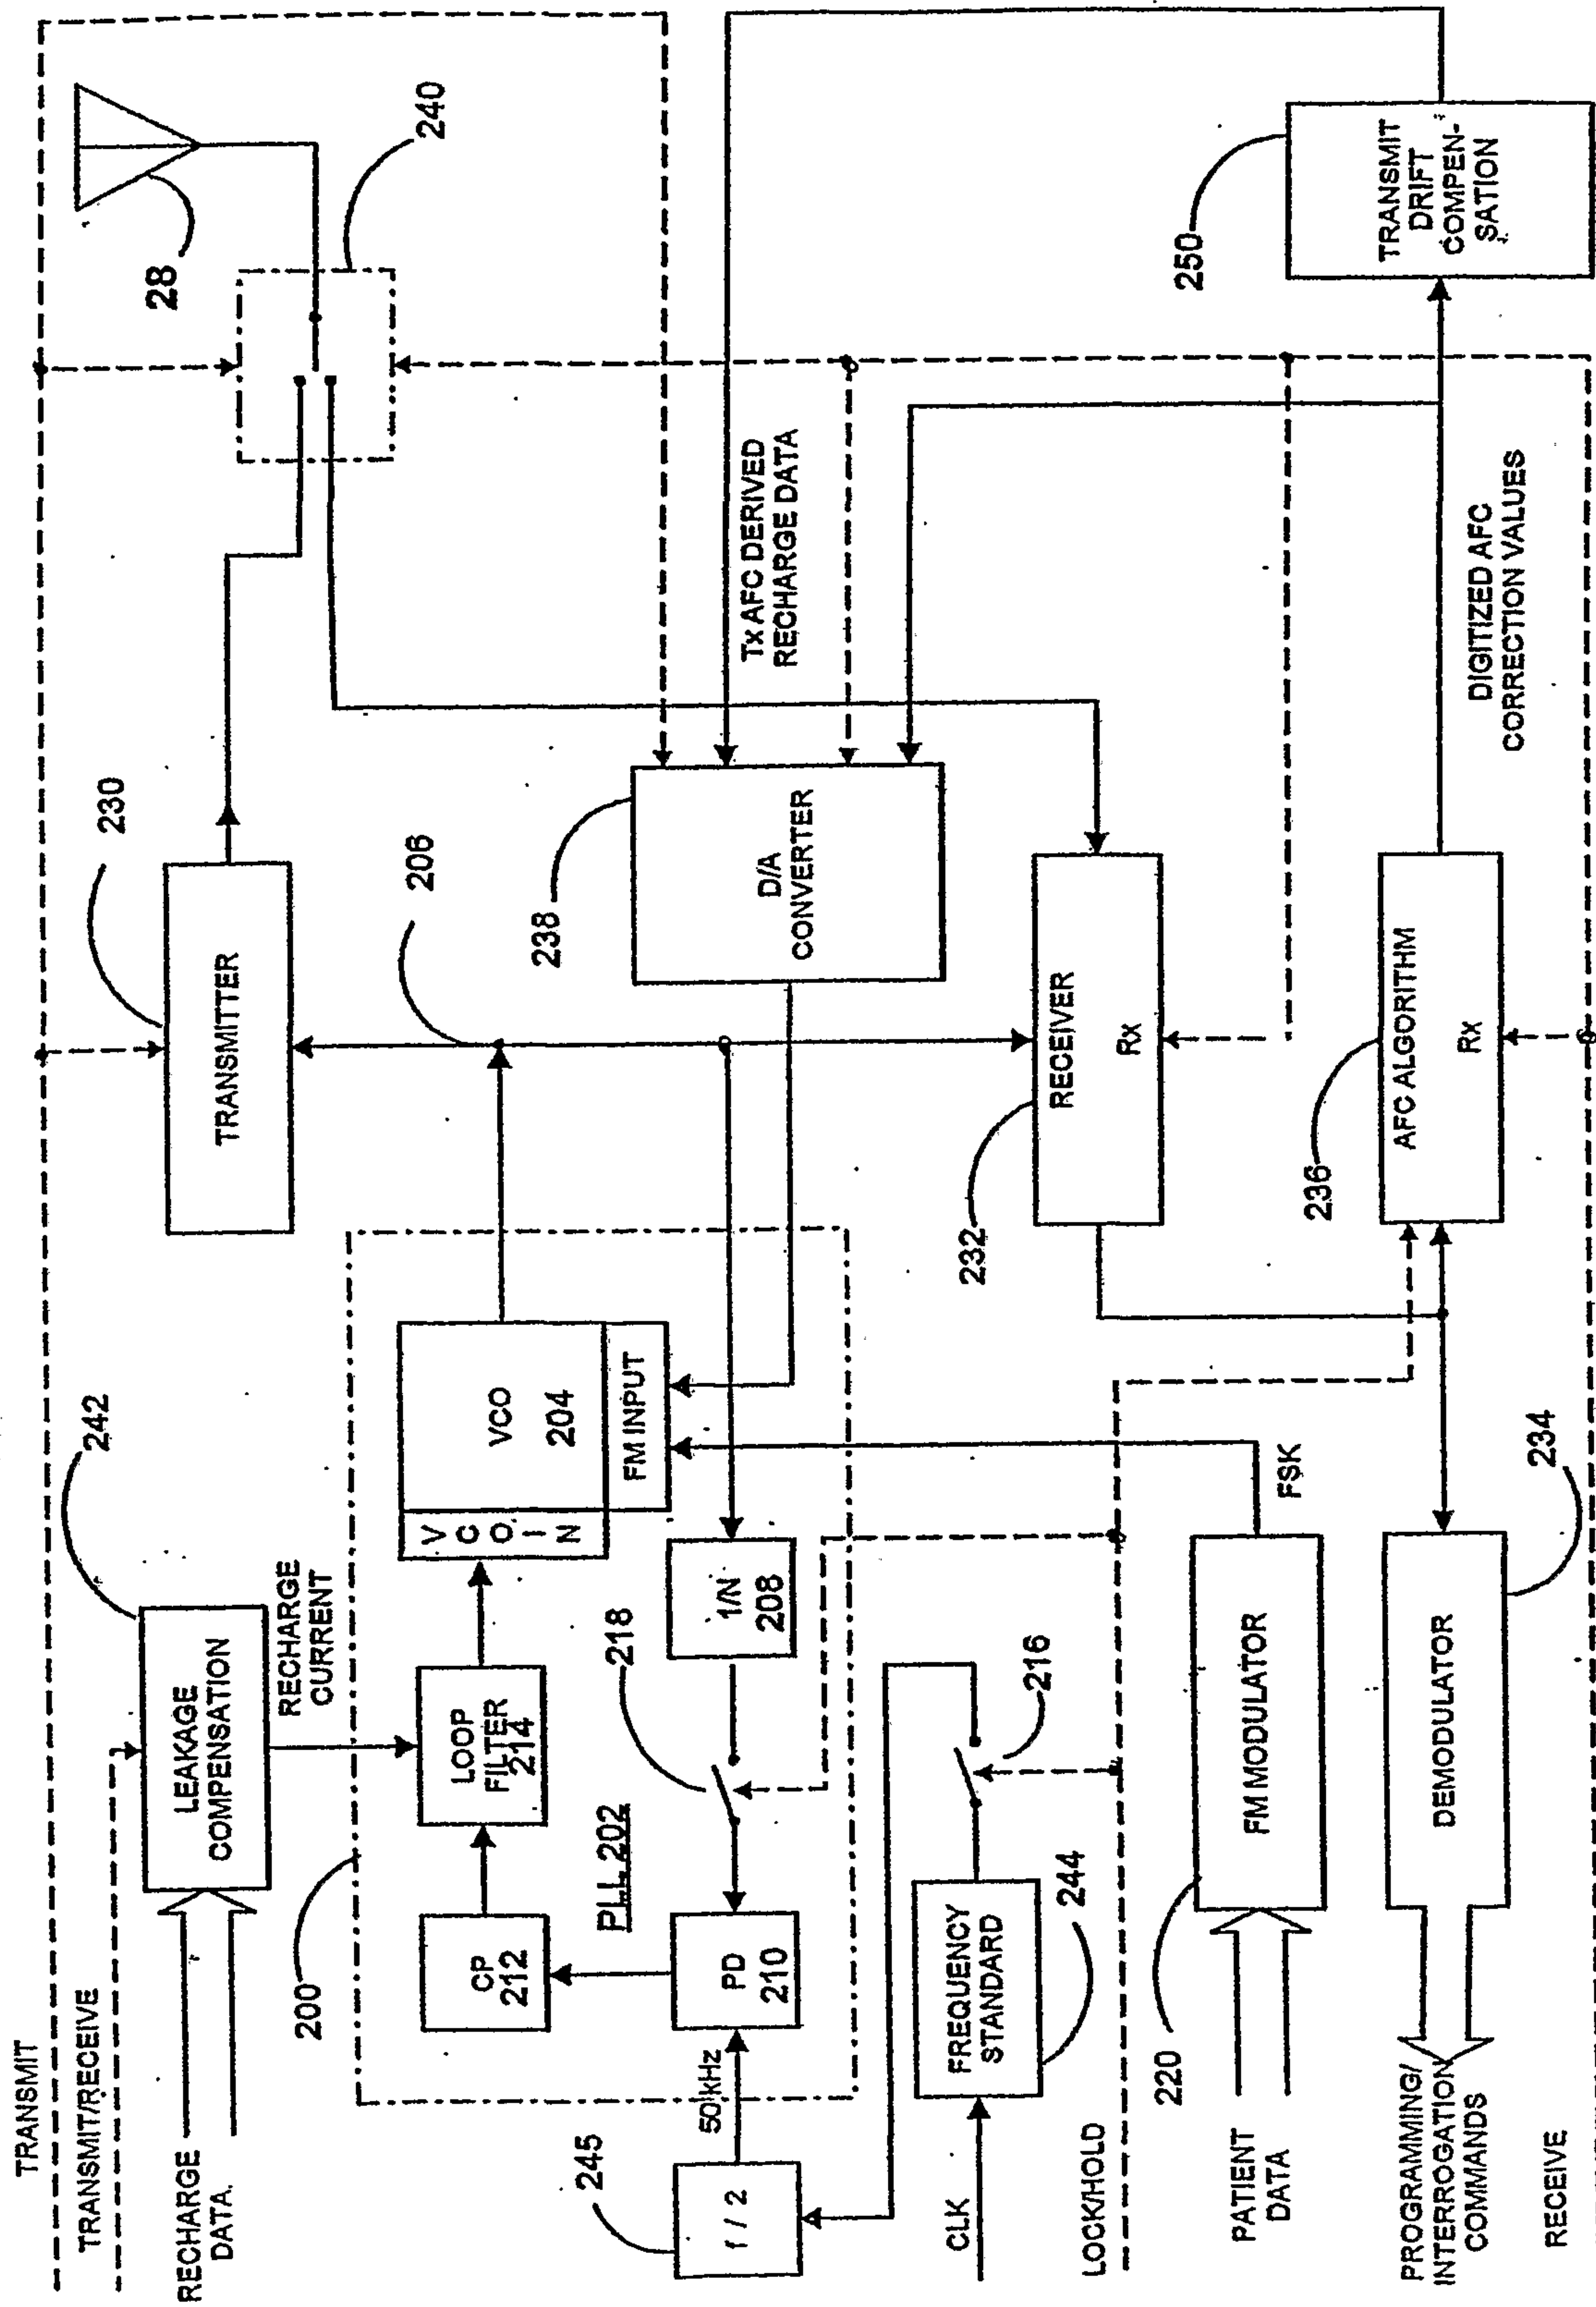 TRANSMIT
TRANSMIT/RECEIVE
RECHARGE
DATA.
LEAKAGE
COMPENSATION
242
RECHARGE
CURRENT
TRANSMITTER
230
28
240
200
CP
212
LOOP
FILTER
214
V
C
O
I
N
VCO
204
FM INPUT
206
PLL 202
218
PD
210
1/N
208
50 kHz
245
f / 2
238
D/A
CONVERTER
Tx AFC DERIVED
RECHARGE DATA
CLK
FREQUENCY
STANDARD
244
216
LOCK/HOLD
232
RECEIVER
Rx
PATIENT
DATA
220
FM MODULATOR
FSK
236
AFC ALGORITHM
Rx
250
TRANSMIT
DRIFT
COMPEN-
SATION
DIGITIZED AFC
CORRECTION VALUES
PROGRAMMING/
INTERROGATION
COMMANDS
DEMODULATOR
234
RECEIVE